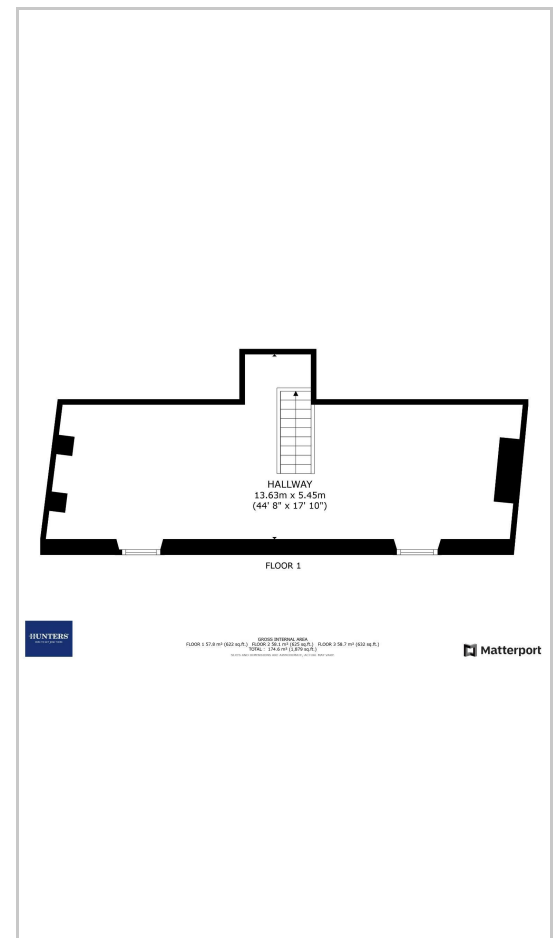 HALLWAY
13.63m x 5.45m
(44' 8" x 17' 10")
FLOOR 1
HUNTERS
GROSS INTERNAL AREA
FLOOR 1 57.8 m² (622 sq.ft.) FLOOR 2 58.1 m² (625 sq.ft.) FLOOR 3 58.7 m² (632 sq.ft.)
TOTAL : 174.6 m² (1,879 sq.ft.)
Matterport